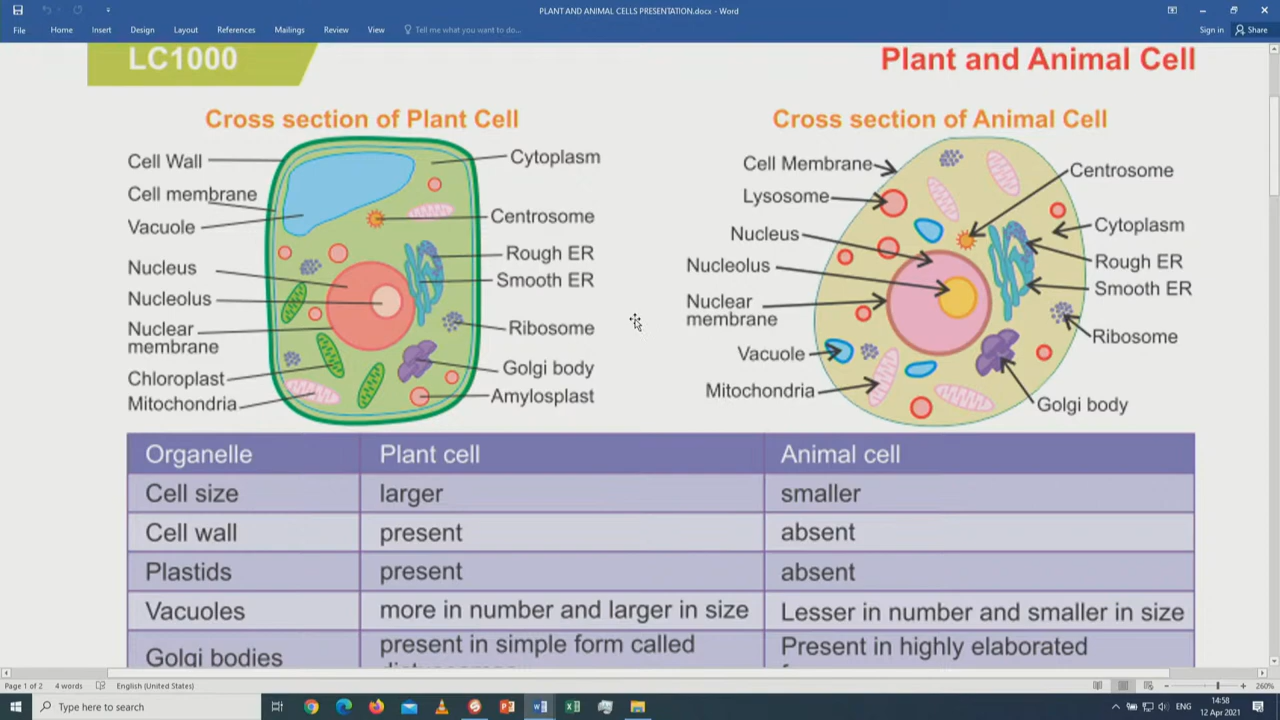 PLANT AND ANIMAL CELLS PRESENTATION.docx - Word
File Home Insert Design Layout References Mailings Review View Tell me what you want to do... Sign in Share
LC1000
Plant and Animal Cell
Cross section of Plant Cell
Cell Wall
Cell membrane
Vacuole
Nucleus
Nucleolus
Nuclear
membrane
Chloroplast
Mitochondria
Cytoplasm
Centrosome
Rough ER
Smooth ER
Ribosome
Golgi body
Amylosplast
Cross section of Animal Cell
Cell Membrane
Lysosome
Nucleus
Nucleolus
Nuclear
membrane
Vacuole
Mitochondria
Centrosome
Cytoplasm
Rough ER
Smooth ER
Ribosome
Golgi body
Organelle Plant cell Animal cell
Cell size larger smaller
Cell wall present absent
Plastids present absent
Vacuoles more in number and larger in size Lesser in number and smaller in size
Golgi bodies present in simple form called Present in highly elaborated
Page 1 of 2 4 words English (United States) 260%
Type here to search
14:58
12 Apr 2021